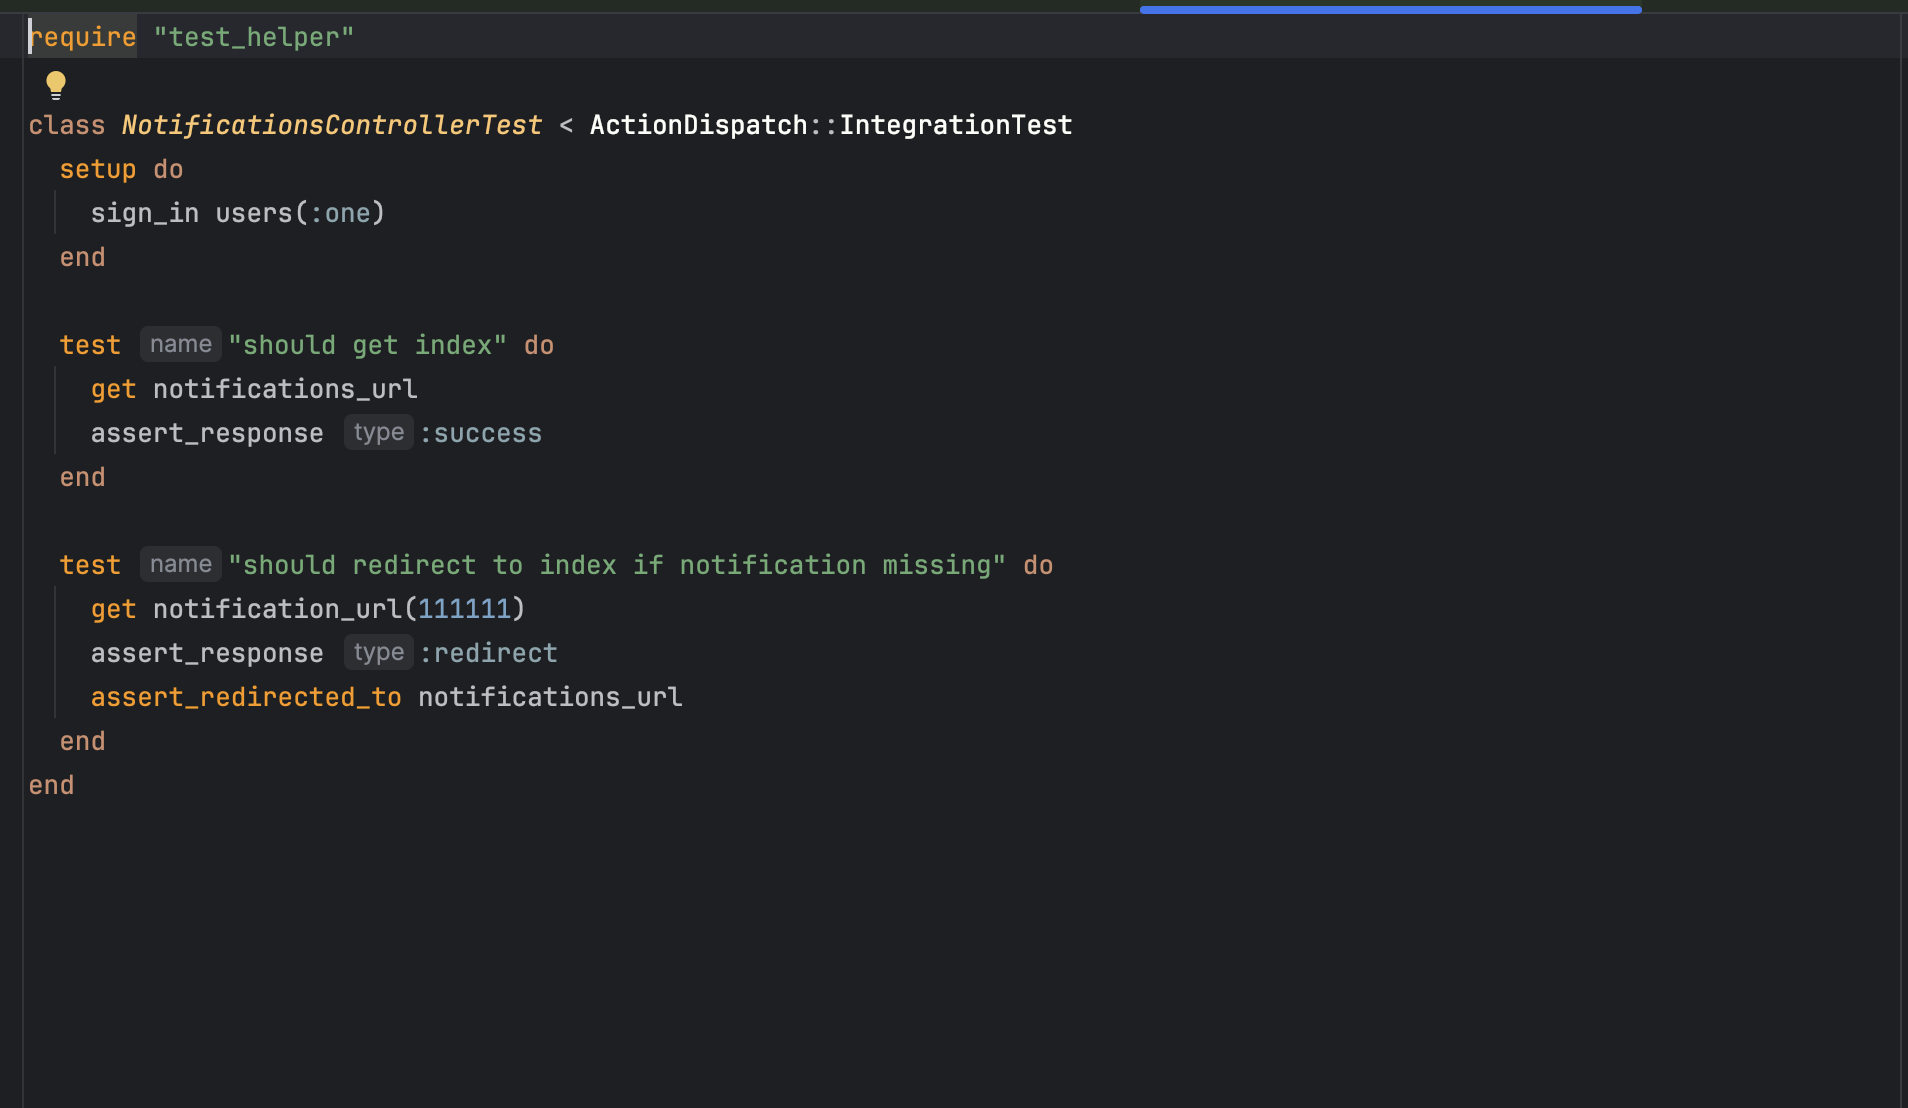 require "test_helper"
class NotificationsControllerTest < ActionDispatch::IntegrationTest
setup do
sign_in users(:one)
end
test name "should get index" do
get notifications_url
assert_response type :success
end
test name "should redirect to index if notification missing" do
get notification_url(111111)
assert_response type :redirect
assert_redirected_to notifications_url
end
end